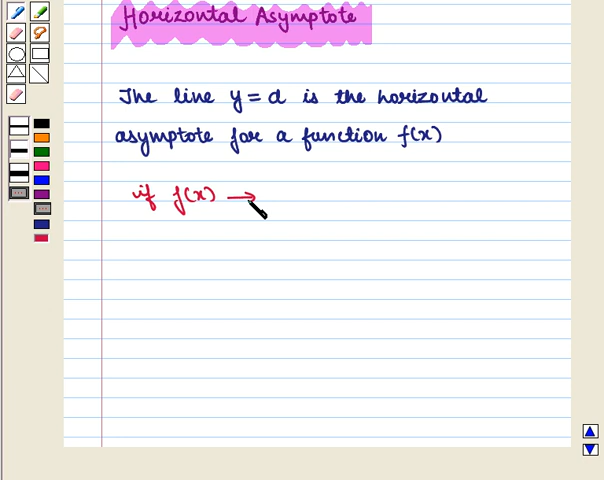 Horizontal Asymptote
The line y = d is the horizontal
asymptote for a function f(x)
if f(x) →